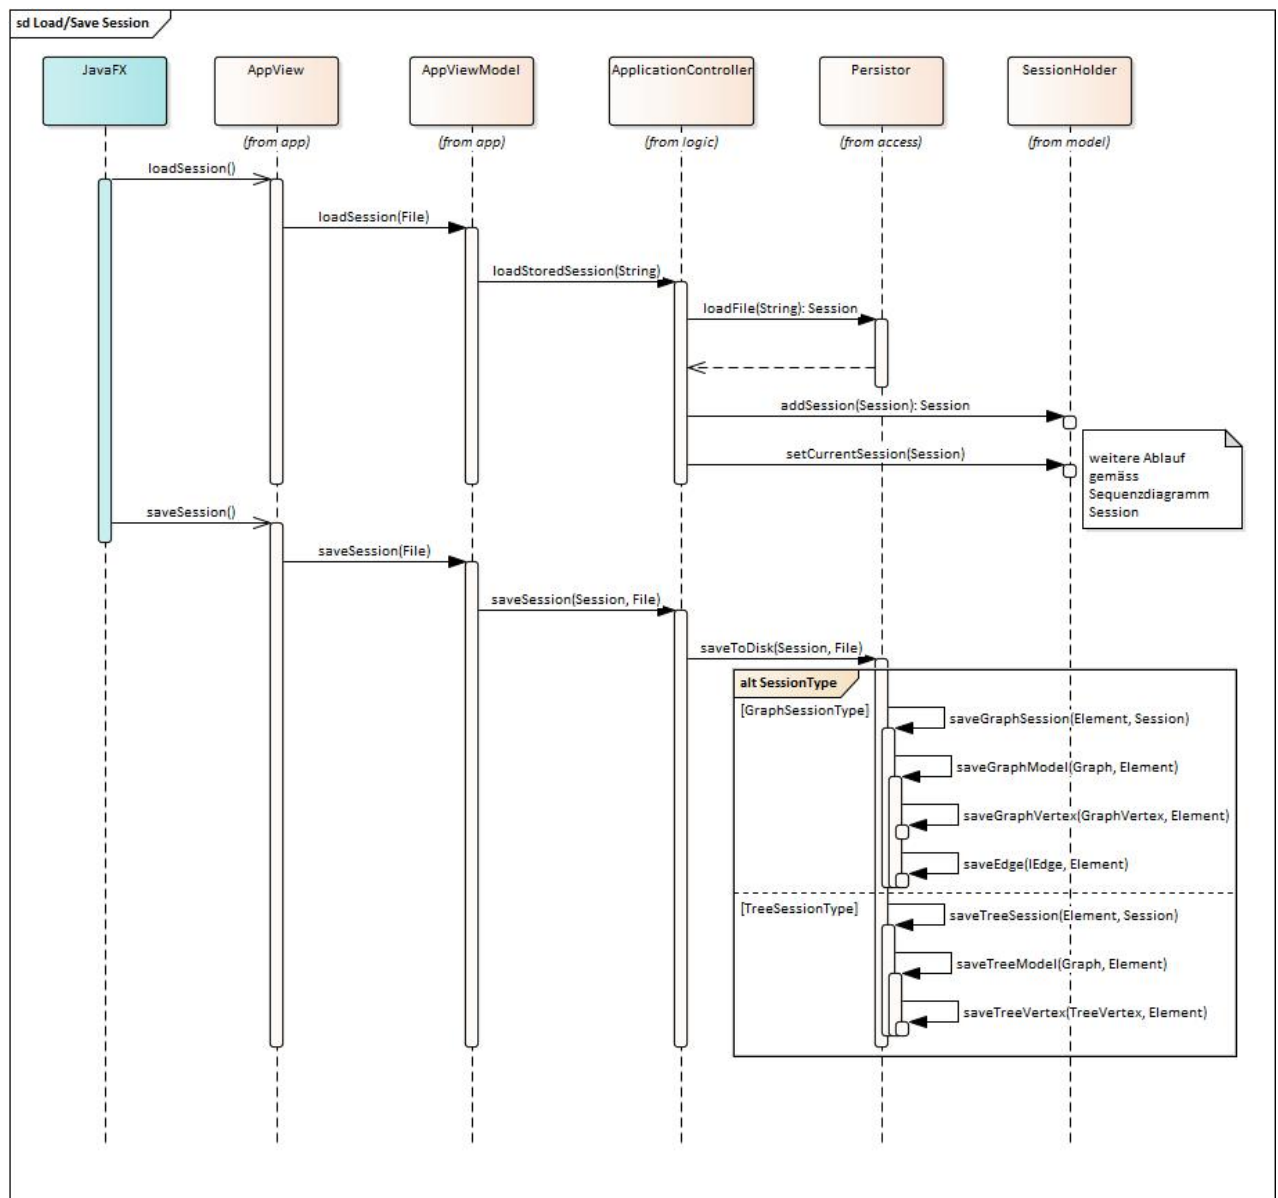 sd Load/Save Session
JavaFX
AppView
AppViewModel
ApplicationController
Persistor
SessionHolder
(from app)
(from app)
(from logic)
(from access)
(from model)
loadSession()
loadSession(File)
loadStoredSession(String)
loadFile(String): Session
addSession(Session): Session
setCurrentSession(Session)
weitere Ablauf
gemäss
Sequenzdiagramm
Session
saveSession()
saveSession(File)
saveSession(Session, File)
saveToDisk(Session, File)
alt SessionType
[GraphSessionType]
saveGraphSession(Element, Session)
saveGraphModel(Graph, Element)
saveGraphVertex(GraphVertex, Element)
saveEdge(IEdge, Element)
[TreeSessionType]
saveTreeSession(Element, Session)
saveTreeModel(Graph, Element)
saveTreeVertex(TreeVertex, Element)